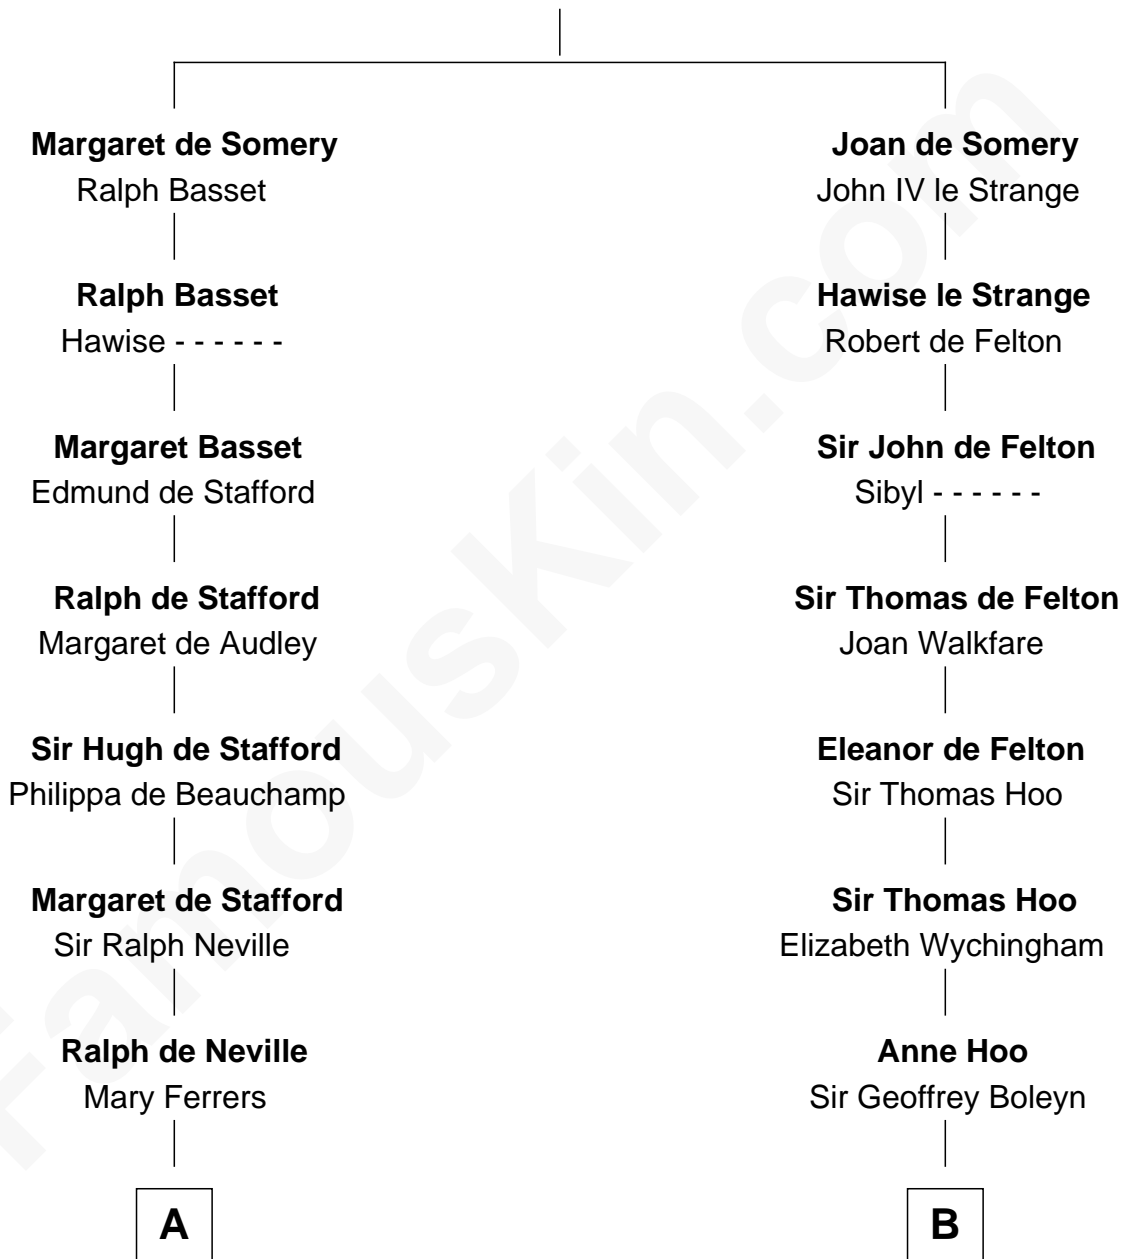 Margaret de Somery
Ralph Basset
Ralph Basset
Hawise - - - - - -
Margaret Basset
Edmund de Stafford
Ralph de Stafford
Margaret de Audley
Sir Hugh de Stafford
Philippa de Beauchamp
Margaret de Stafford
Sir Ralph Neville
Ralph de Neville
Mary Ferrers
A
Joan de Somery
John IV le Strange
Hawise le Strange
Robert de Felton
Sir John de Felton
Sibyl - - - - - -
Sir Thomas de Felton
Joan Walkfare
Eleanor de Felton
Sir Thomas Hoo
Sir Thomas Hoo
Elizabeth Wychingham
Anne Hoo
Sir Geoffrey Boleyn
B
FamousKin.com